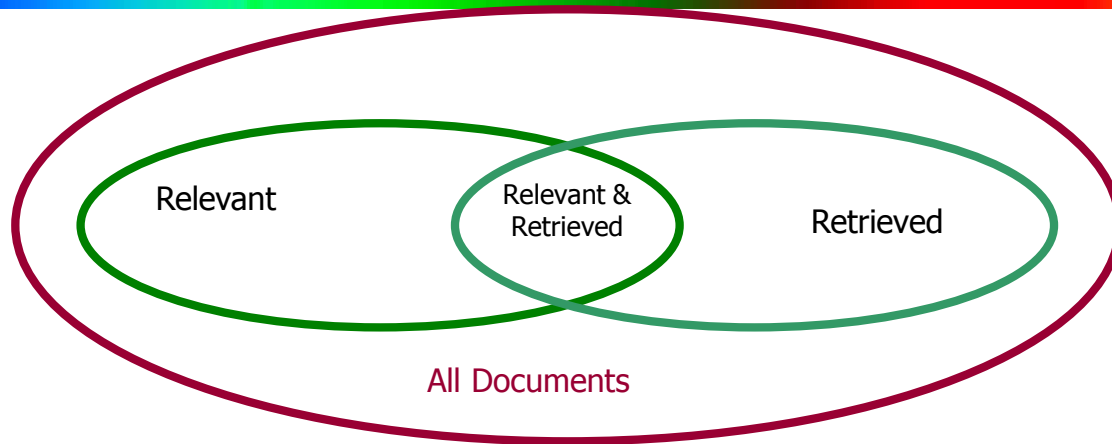 Relevant
Relevant &
Retrieved
Retrieved
All Documents